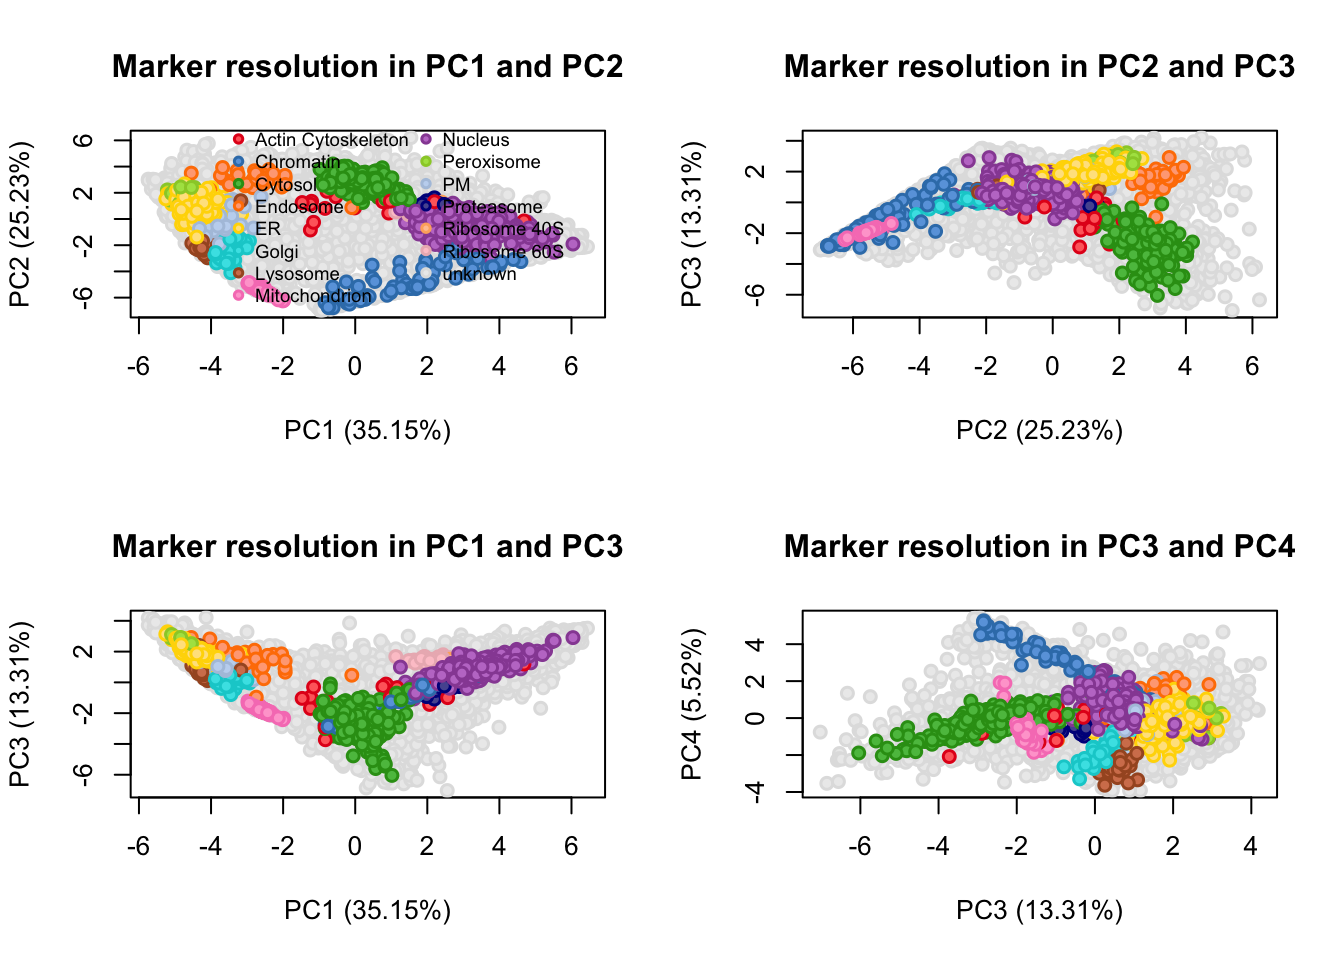 Marker resolution in PC1 and PC2
PC2 (25.23%)
6
2
-2
-6
Actin Cytoskeleton
Chromatin
Cytosol
Endosome
ER
Golgi
Lysosome
Mitochondrion
Nucleus
Peroxisome
PM
Proteasome
Ribosome 40S
Ribosome 60S
unknown
-6 -4 -2 0 2 4 6
PC1 (35.15%)
Marker resolution in PC2 and PC3
PC3 (13.31%)
2
-2
-6
-6 -4 -2 0 2 4 6
PC2 (25.23%)
Marker resolution in PC1 and PC3
PC3 (13.31%)
2
-2
-6
-6 -4 -2 0 2 4 6
PC1 (35.15%)
Marker resolution in PC3 and PC4
PC4 (5.52%)
4
2
0
-4
-6 -4 -2 0 2 4
PC3 (13.31%)